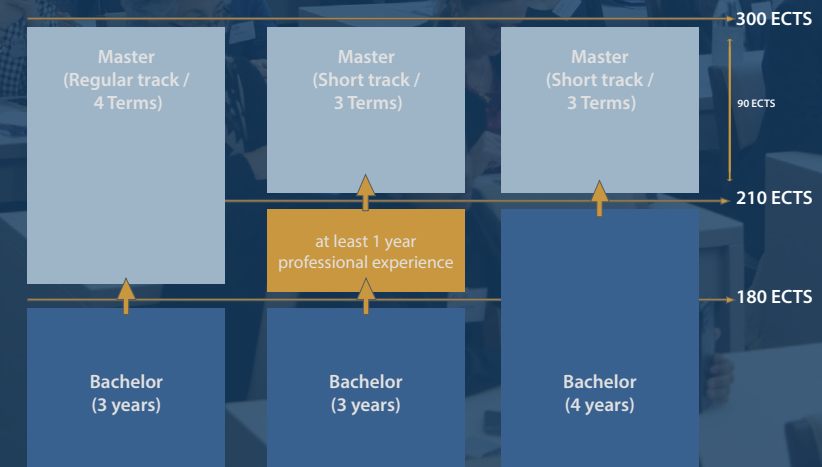 300 ECTS
Master
(Regular track /
4 Terms)
Master
(Short track /
3 Terms)
Master
(Short track /
3 Terms)
90 ECTS
210 ECTS
at least 1 year
professional experience
180 ECTS
Bachelor
(3 years)
Bachelor
(3 years)
Bachelor
(4 years)